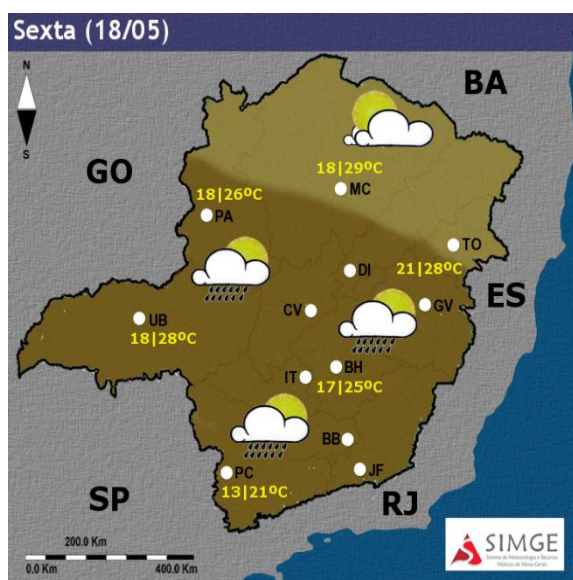 Sexta (18/05)
N
S
BA
GO
18|29ºC
MC
18|26ºC
PA
TO
21|28ºC
DI
ES
CV
GV
UB
18|28ºC
BH
IT
17|25ºC
BB
PC
JF
13|21ºC
SP
RJ
200.0 Km
0.0 Km
400.0 Km
SIMGE
Sistema de Meteorologia e Recursos
Hídricos de Minas Gerais